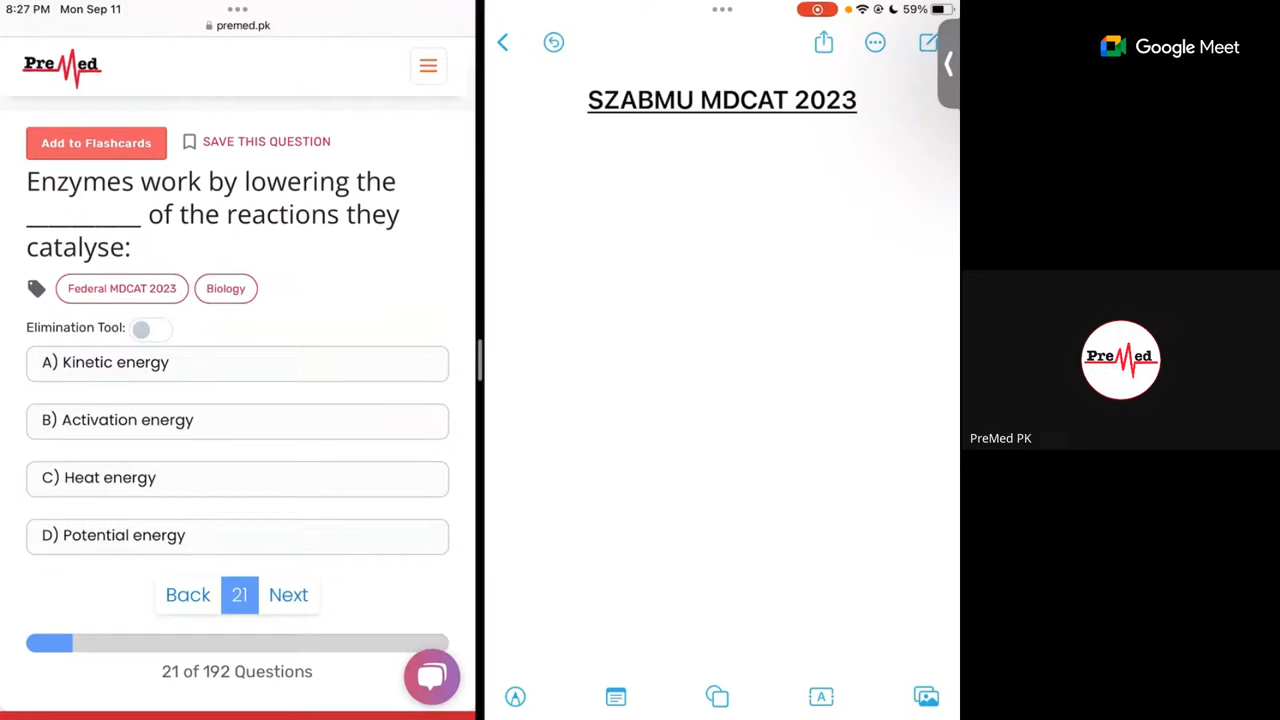 8:27 PM Mon Sep 11
premed.pk
PreMed
Add to Flashcards
SAVE THIS QUESTION
Enzymes work by lowering the
_________ of the reactions they
catalyse:
Federal MDCAT 2023
Biology
Elimination Tool:
A) Kinetic energy
B) Activation energy
C) Heat energy
D) Potential energy
Back 21 Next
21 of 192 Questions
59%
SZABMU MDCAT 2023
A
Google Meet
PreMed
PreMed PK